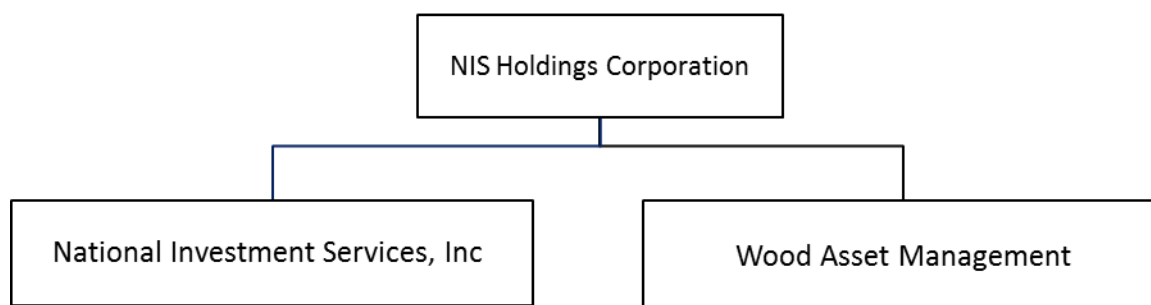 NIS Holdings Corporation
National Investment Services, Inc
Wood Asset Management